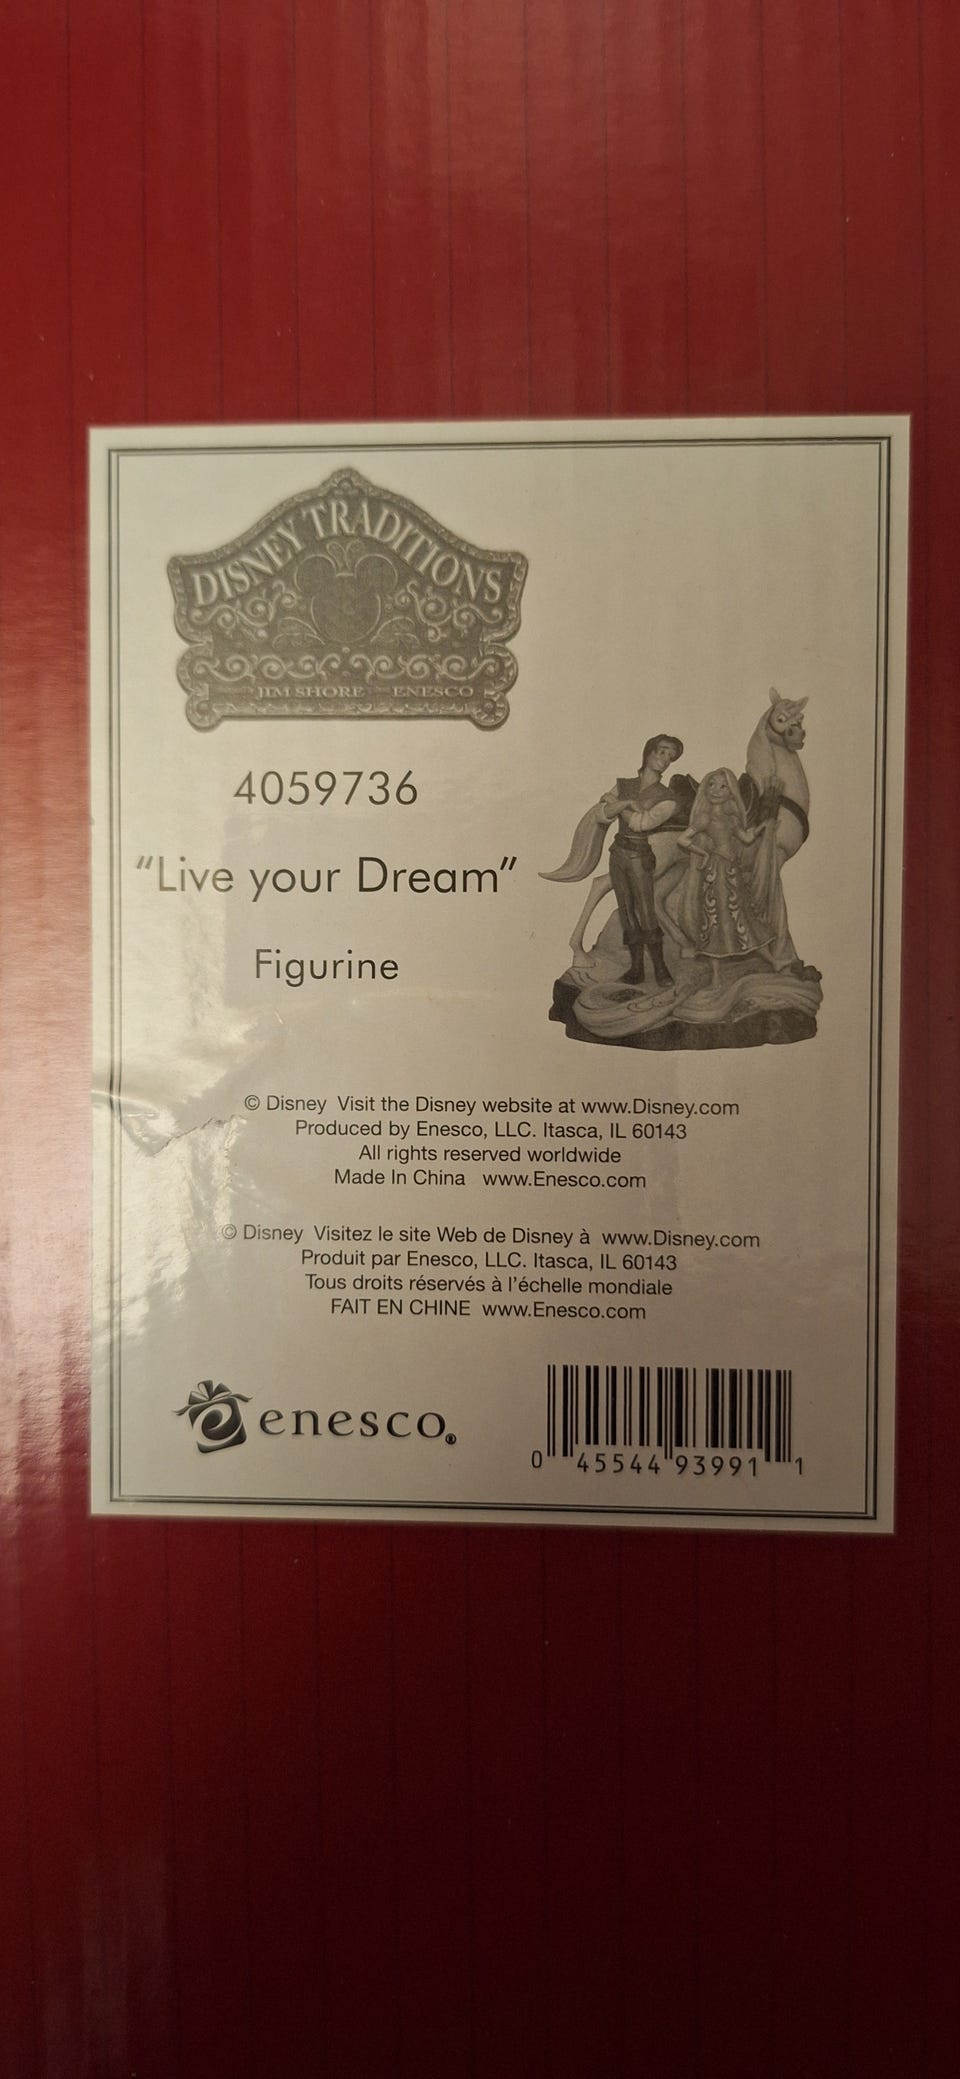 DISNEY TRADITIONS
JIM SHORE ENESCO
4059736
“Live your Dream”
Figurine
© Disney Visit the Disney website at www.Disney.com
Produced by Enesco, LLC. Itasca, IL 60143
All rights reserved worldwide
Made In China www.Enesco.com
© Disney Visitez le site Web de Disney à www.Disney.com
Produit par Enesco, LLC. Itasca, IL 60143
Tous droits réservés à l'échelle mondiale
FAIT EN CHINE www.Enesco.com
enesco®
0 45544 93991 1